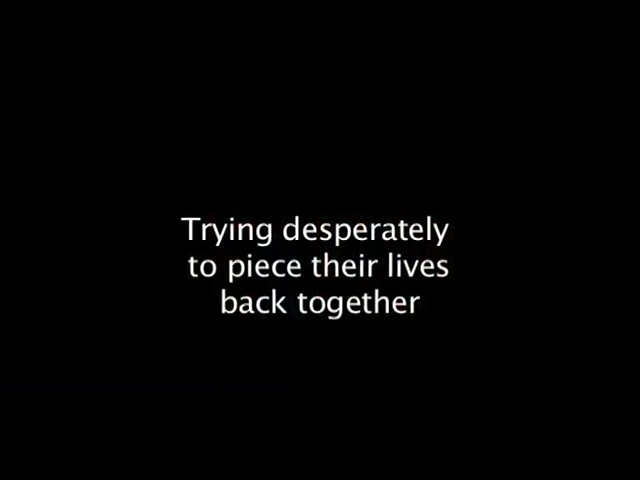 Trying desperately
to piece their lives
back together